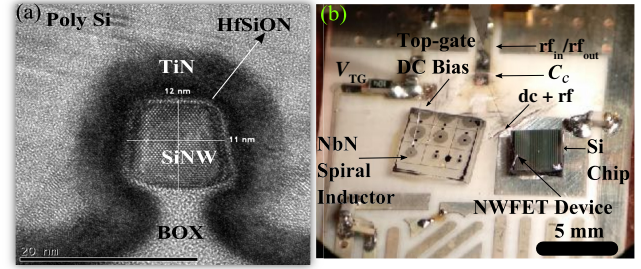 (a)
Poly Si
HfSiON
TiN
12 nm
11 nm
SiNW
BOX
20 nm
(b)
Top-gate
DC Bias
rf_in/rf_out
V_TG
C_c
dc + rf
NbN
Spiral
Inductor
Si
Chip
NWFET Device
5 mm